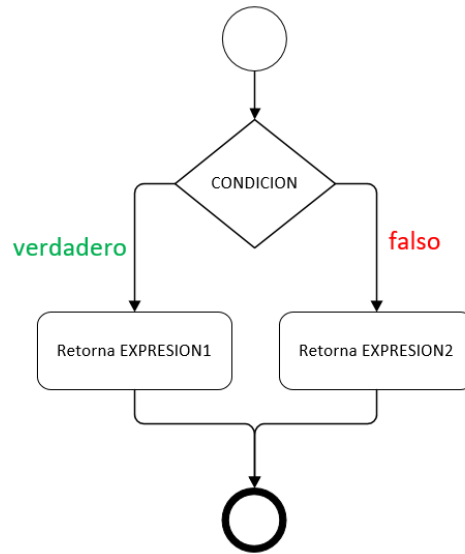 CONDICION
verdadero
falso
Retorna EXPRESION1
Retorna EXPRESION2